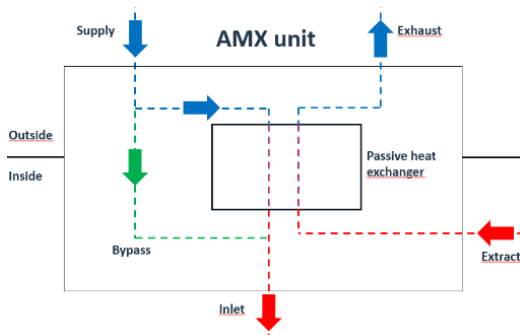 Supply
AMX unit
Exhaust
Outside
Inside
Passive heat
exchanger
Bypass
Extract
Inlet